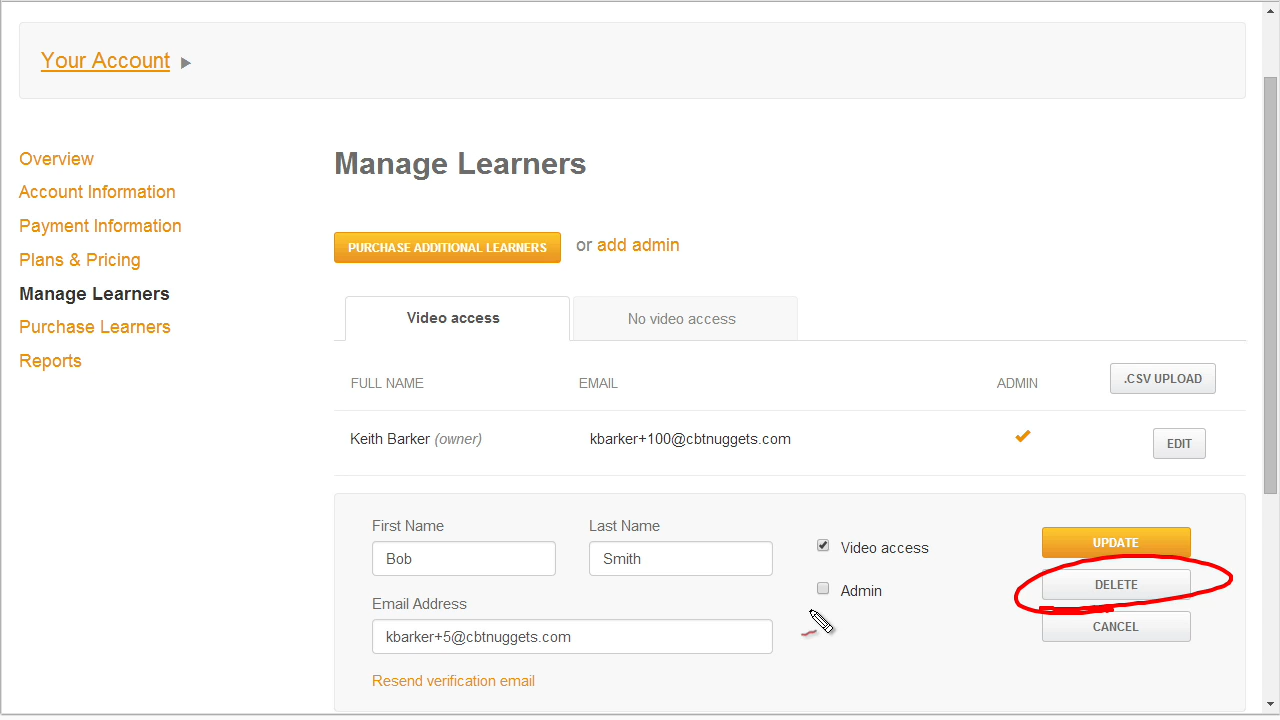 Your Account
Overview
Account Information
Payment Information
Plans & Pricing
Manage Learners
Purchase Learners
Reports
Manage Learners
PURCHASE ADDITIONAL LEARNERS or add admin
Video access No video access
FULL NAME EMAIL ADMIN .CSV UPLOAD
Keith Barker (owner) kbarker+100@cbtnuggets.com EDIT
First Name Last Name
Bob Smith
Video access
Admin
Email Address
kbarker+5@cbtnuggets.com
Resend verification email
UPDATE
DELETE
CANCEL